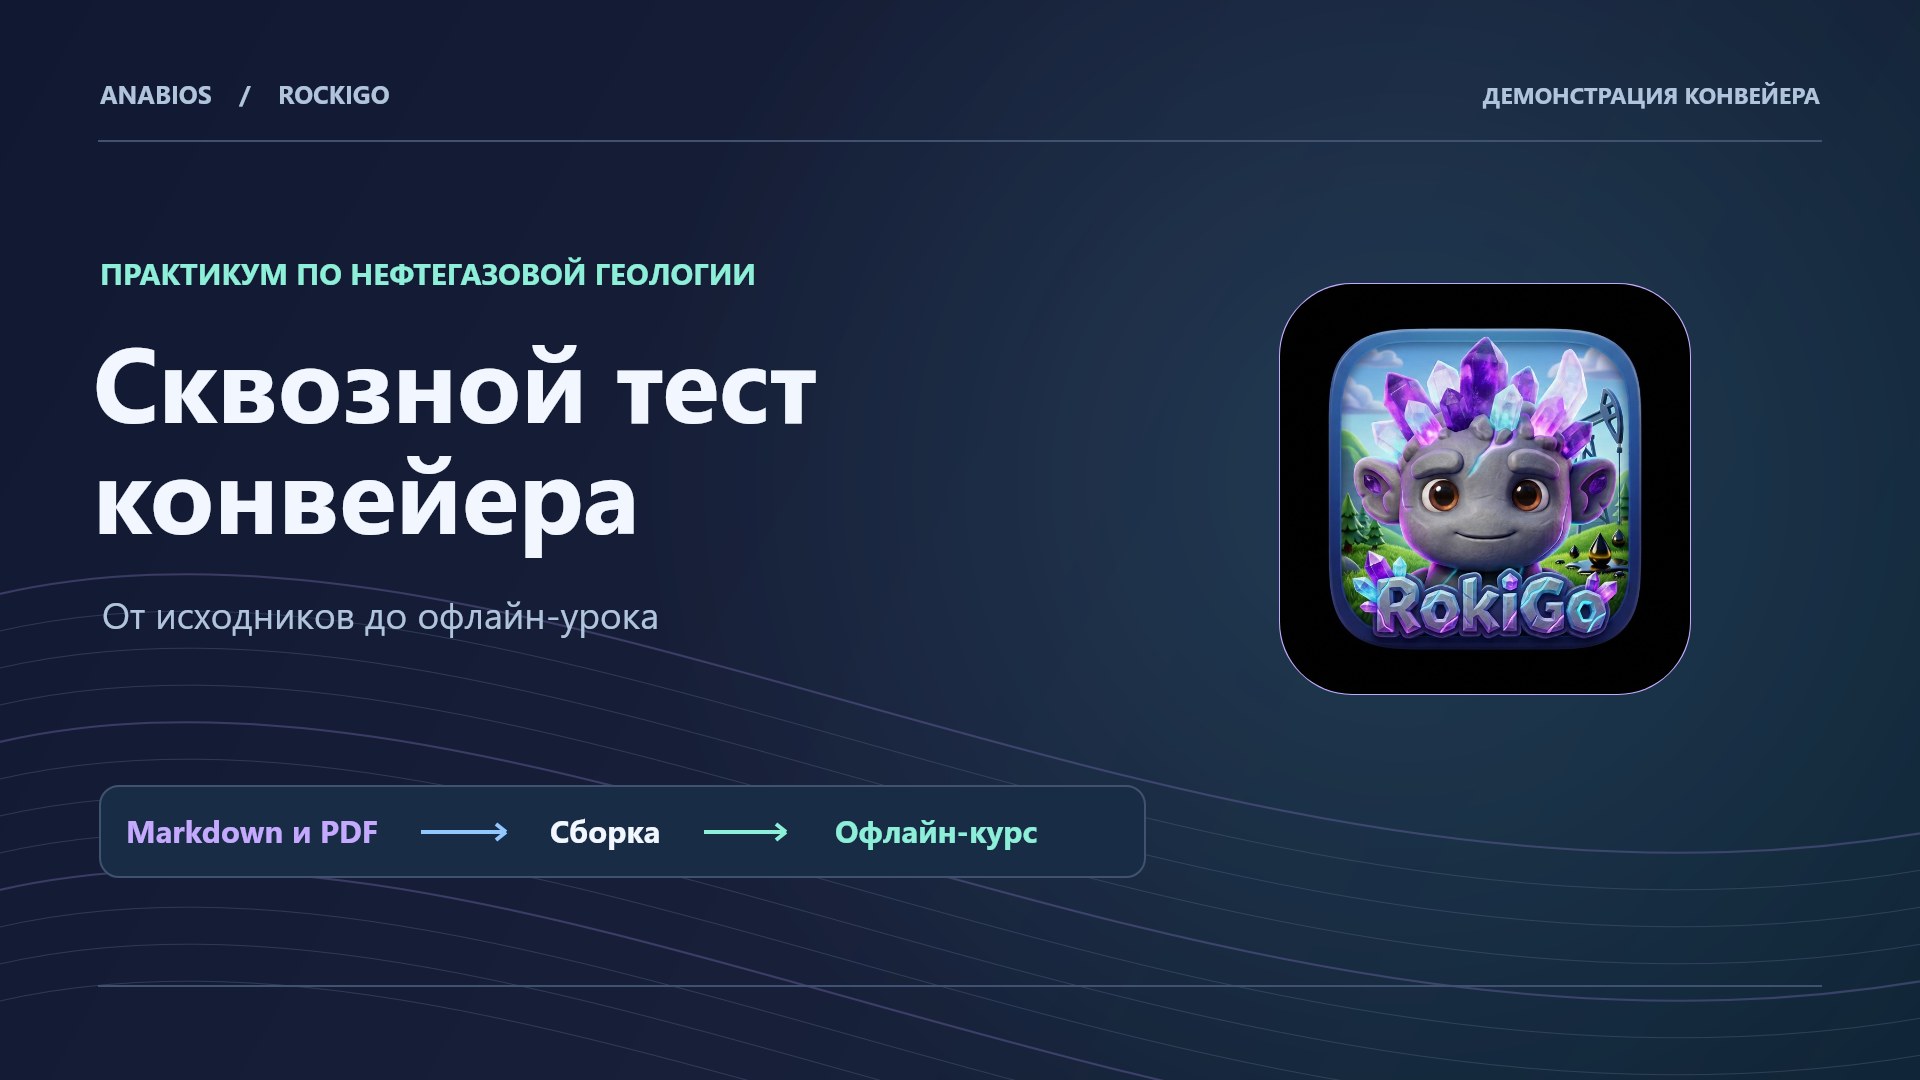 ANABIOS / ROCKIGO
ДЕМОНСТРАЦИЯ КОНВЕЙЕРА
ПРАКТИКУМ ПО НЕФТЕГАЗОВОЙ ГЕОЛОГИИ
Сквозной тест
конвейера
От исходников до офлайн-урока
RokiGo
Markdown и PDF → Сборка → Офлайн-курс